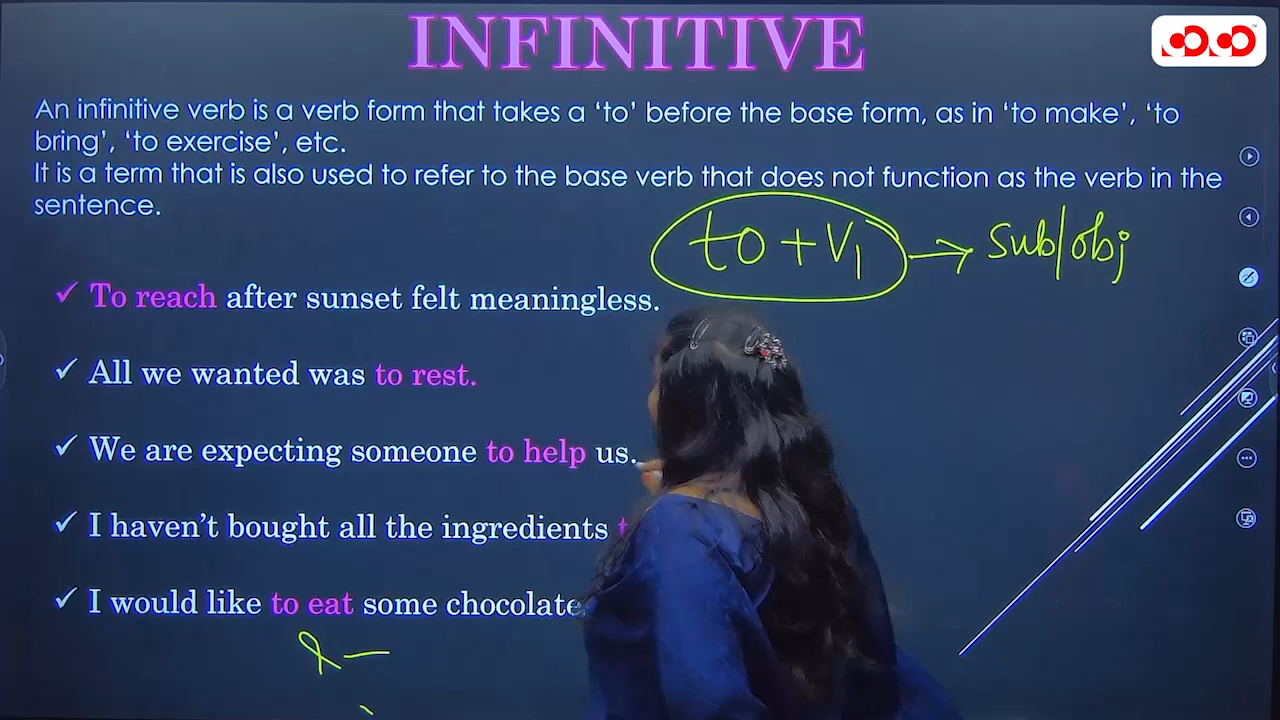 INFINITIVE
An infinitive verb is a verb form that takes a ‘to’ before the base form, as in ‘to make’, ‘to
bring’, ‘to exercise’, etc.
It is a term that is also used to refer to the base verb that does not function as the verb in the
sentence.
to + V1 → sub/obj
✓ To reach after sunset felt meaningless.
✓ All we wanted was to rest.
✓ We are expecting someone to help us.
✓ I haven’t bought all the ingredients
✓ I would like to eat some chocolate